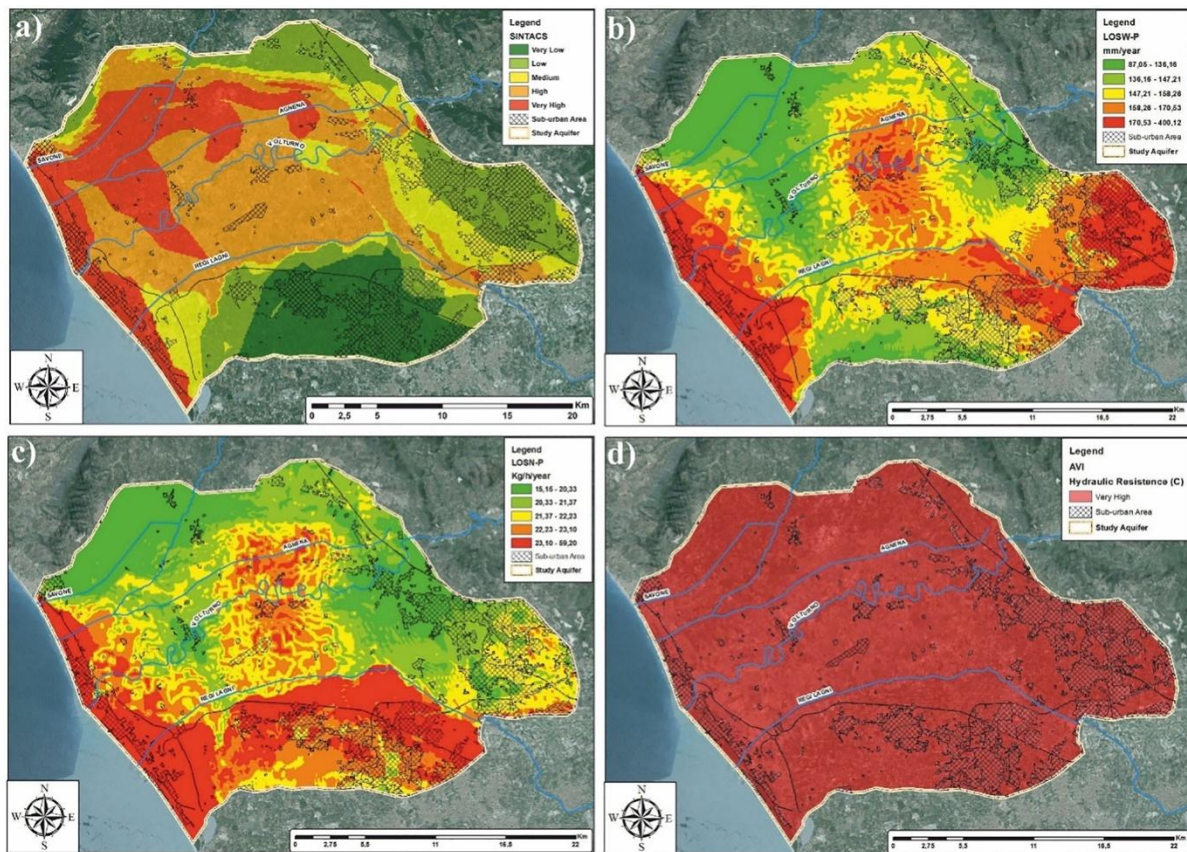 a)
Legend
SINTACS
Very Low
Low
Medium
High
Very High
Sub-urban Area
Study Aquifer
SAVONE
AGNENA
VOLTURNO
REGI LAGNI
N
W E
S
Km
0 2,5 5 10 15 20
b)
Legend
LOSW-P
mm/year
87,05 - 136,16
136,16 - 147,21
147,21 - 158,26
158,26 - 170,53
170,53 - 400,12
Sub-urban Area
Study Aquifer
SAVONE
AGNENA
VOLTURNO
REGI LAGNI
N
W E
S
Km
0 2,75 5,5 11 16,5 22
c)
Legend
LOSN-P
Kg/h/year
15,15 - 20,33
20,33 - 21,37
21,37 - 22,23
22,23 - 23,10
23,10 - 59,20
Sub-urban Area
Study Aquifer
SAVONE
AGNENA
VOLTURNO
REGI LAGNI
N
W E
S
Km
0 2,75 5,5 11 16,5 22
d)
Legend
AVI
Hydraulic Resistence (C)
Very High
Sub-urban Area
Study Aquifer
SAVONE
AGNENA
VOLTURNO
REGI LAGNI
N
W E
S
Km
0 2,75 5,5 11 16,5 22